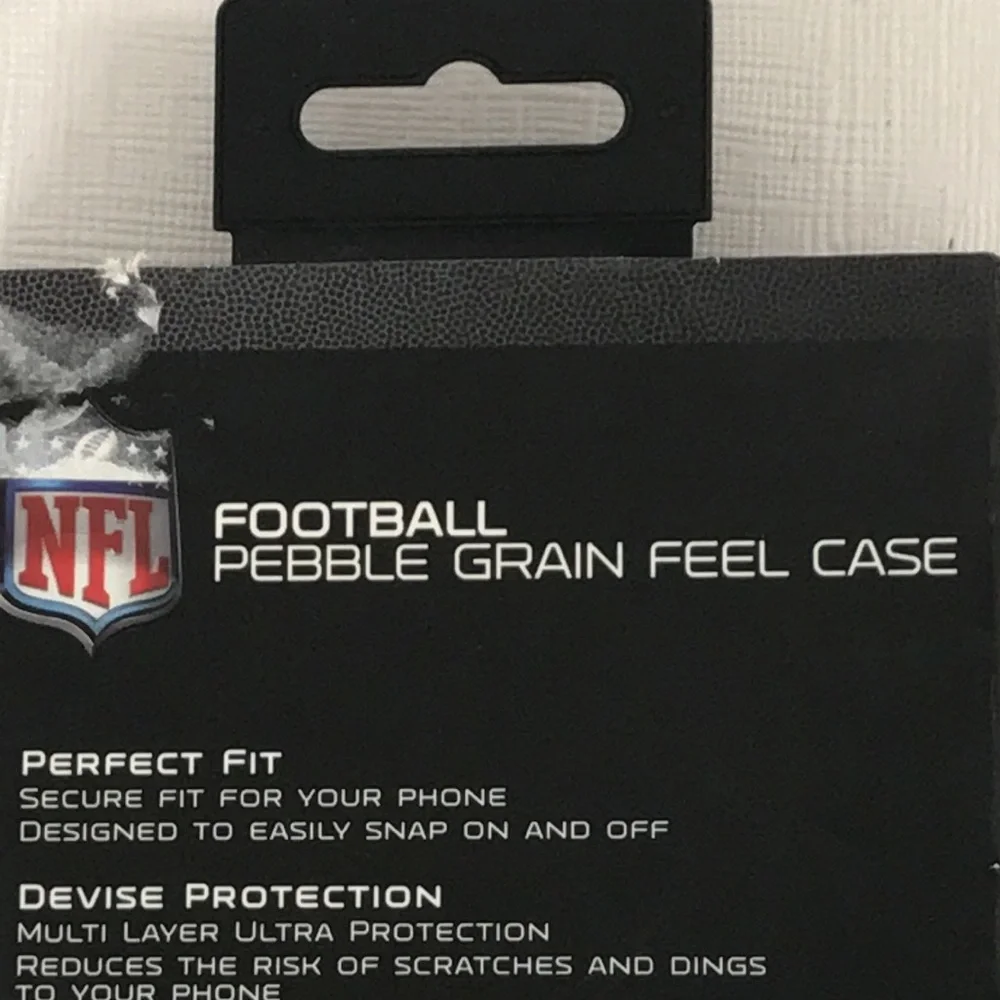 NFL
FOOTBALL
PEBBLE GRAIN FEEL CASE
PERFECT FIT
SECURE FIT FOR YOUR PHONE
DESIGNED TO EASILY SNAP ON AND OFF
DEVISE PROTECTION
MULTI LAYER ULTRA PROTECTION
REDUCES THE RISK OF SCRATCHES AND DINGS
TO YOUR PHONE